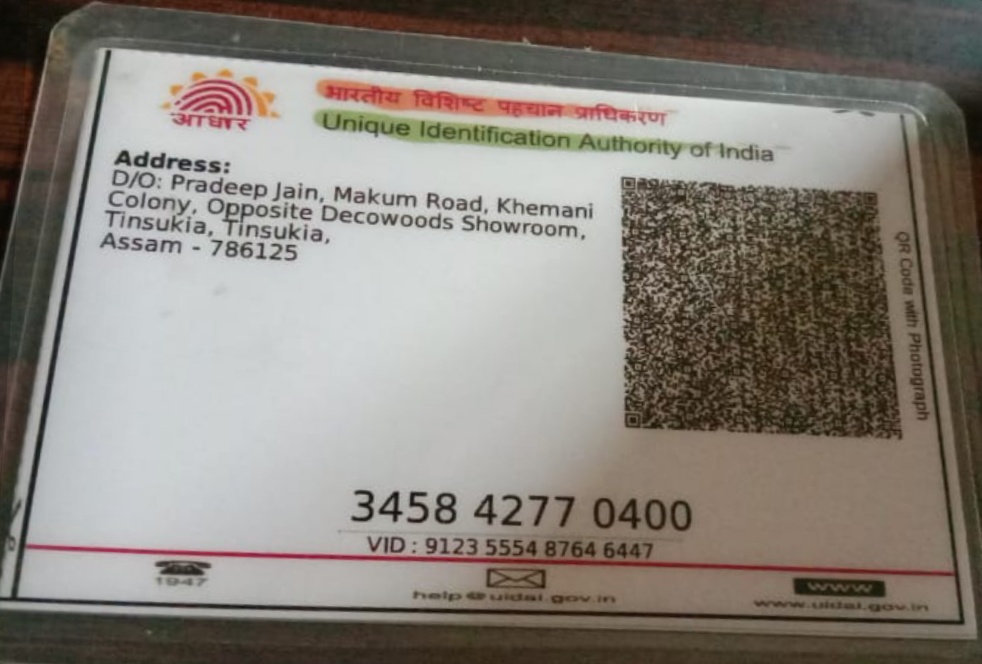 आधार
भारतीय विशिष्ट पहचान प्राधिकरण
Unique Identification Authority of India
Address:
D/O: Pradeep Jain, Makum Road, Khemani
Colony, Opposite Decowoods Showroom,
Tinsukia, Tinsukia,
Assam - 786125
QR Code with Photograph
3458 4277 0400
VID : 9123 5554 8764 6447
1947
help@uidai.gov.in
www
www.uidai.gov.in